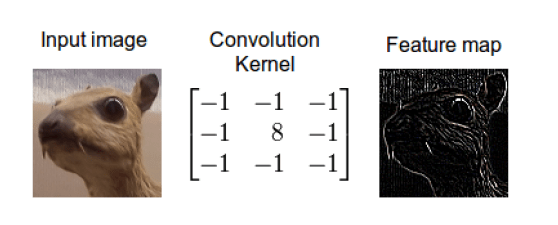 Input image
Convolution
Kernel
Feature map
−1 −1 −1
−1 8 −1
−1 −1 −1